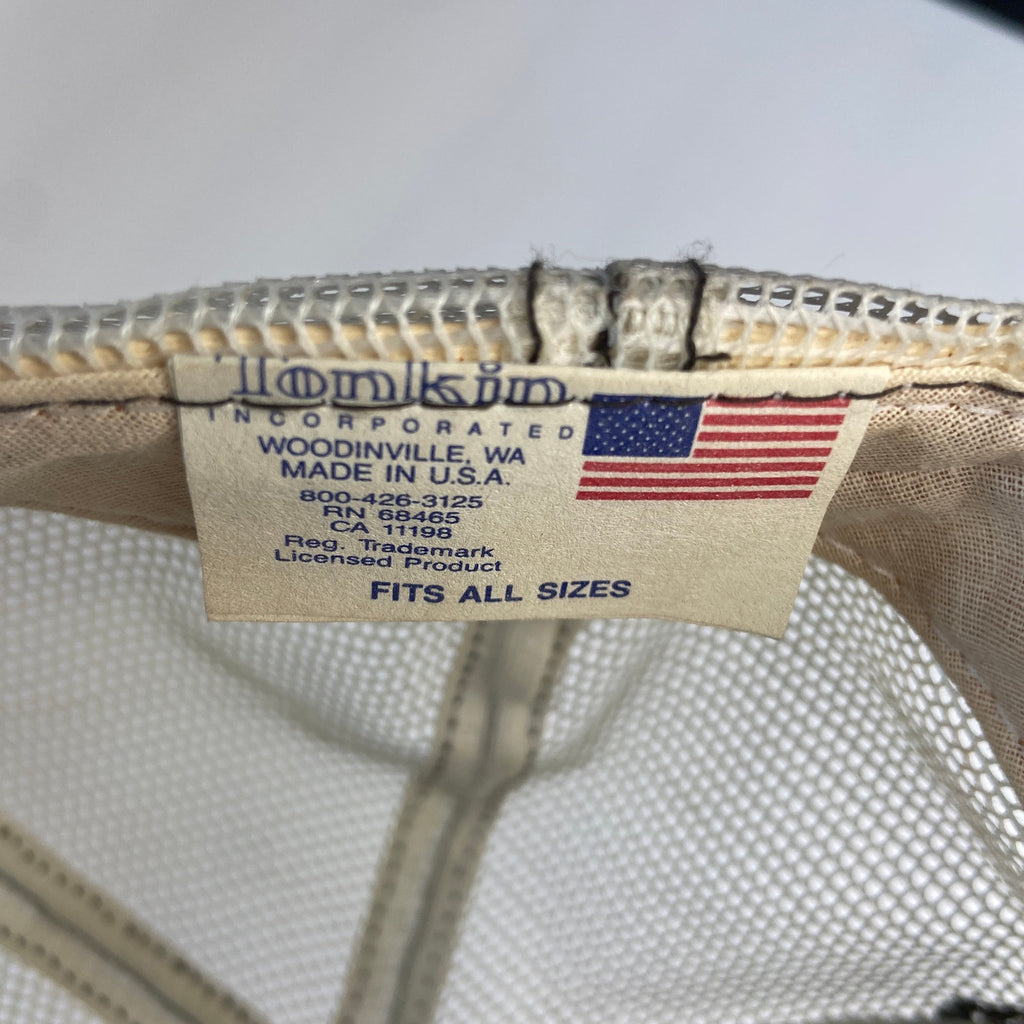 Tonkin
INCORPORATED
WOODINVILLE, WA
MADE IN U.S.A.
800-426-3125
RN 68465
CA 11198
Reg. Trademark
Licensed Product
FITS ALL SIZES